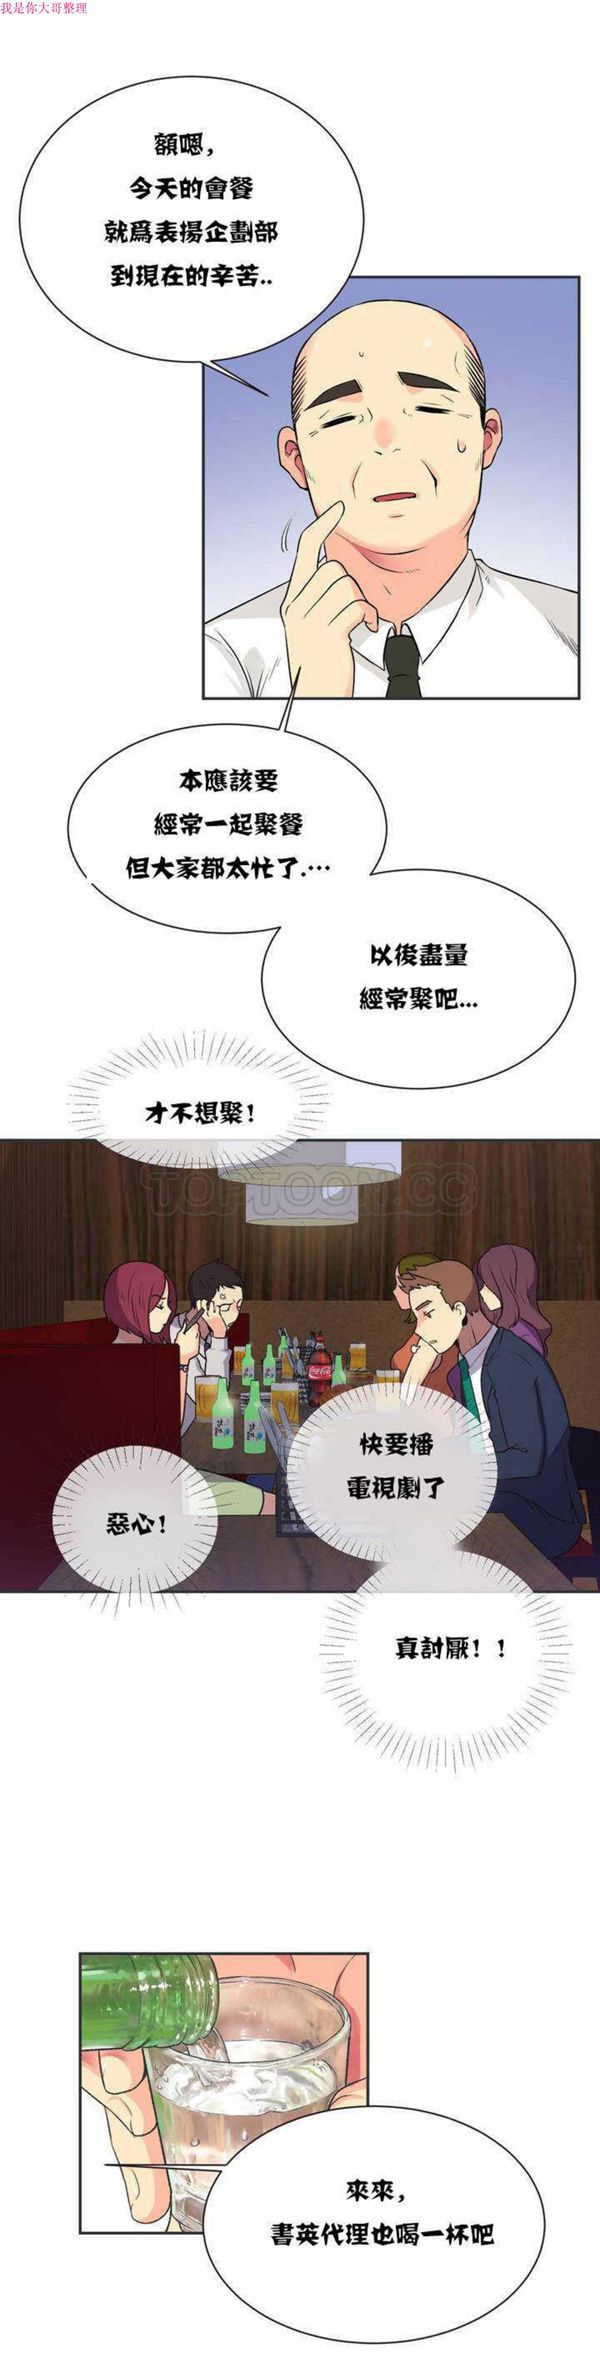 我是你大哥整理
額嗯，
今天的會餐
就爲表揚企劃部
到現在的辛苦..
本應該要
經常一起聚餐
但大家都太忙了.…
以後盡量
經常聚吧...
才不想聚！
TOPTOON.CC
Coca-Cola
快要播
電視劇了
惡心！
真討厭！！
來來，
書英代理也喝一杯吧